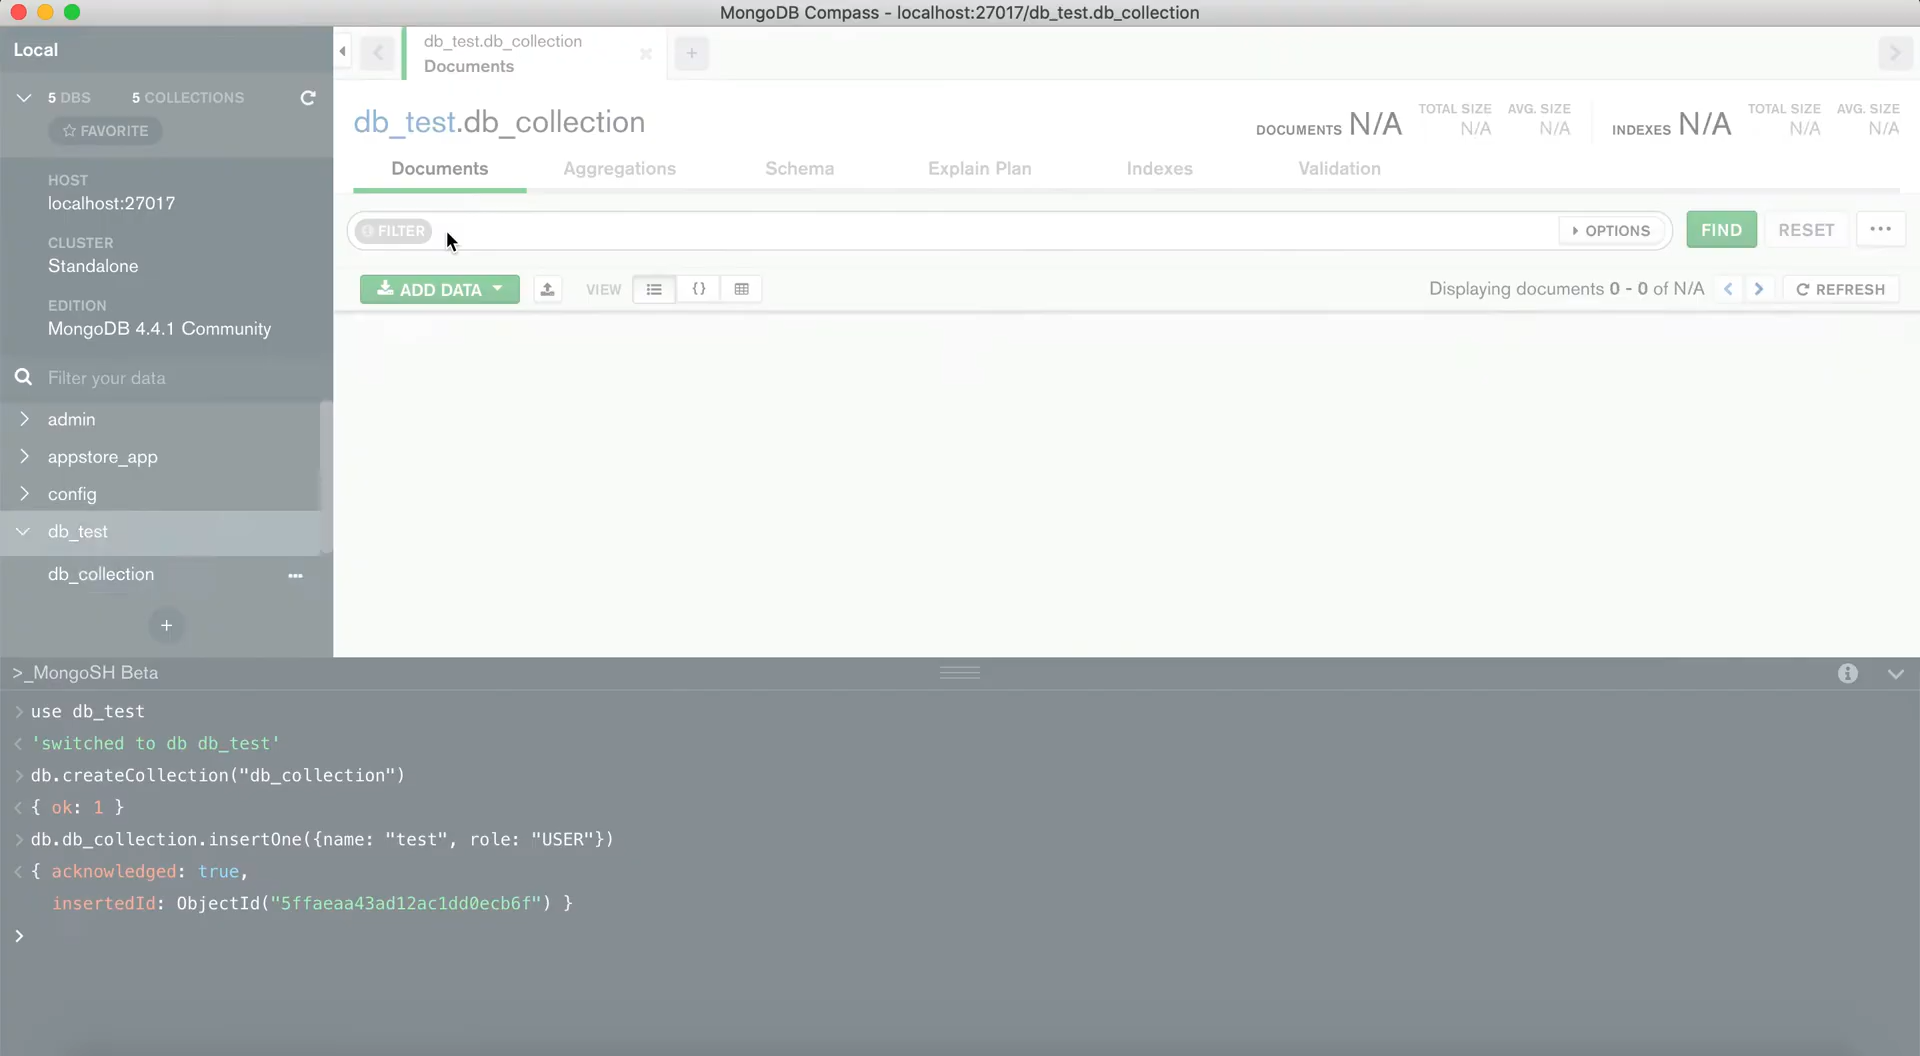 MongoDB Compass - localhost:27017/db_test.db_collection
Local
5 DBS 5 COLLECTIONS
FAVORITE
HOST
localhost:27017
CLUSTER
Standalone
EDITION
MongoDB 4.4.1 Community
Filter your data
admin
appstore_app
config
db_test
db_collection
db_test.db_collection
Documents
db_test.db_collection
DOCUMENTS N/A
TOTAL SIZE
N/A
AVG. SIZE
N/A
INDEXES N/A
TOTAL SIZE
N/A
AVG. SIZE
N/A
Documents Aggregations Schema Explain Plan Indexes Validation
FILTER
OPTIONS
FIND
RESET
ADD DATA
VIEW
{}
Displaying documents 0 - 0 of N/A
REFRESH
>_MongoSH Beta
> use db_test
< 'switched to db db_test'
> db.createCollection("db_collection")
< { ok: 1 }
> db.db_collection.insertOne({name: "test", role: "USER"})
< { acknowledged: true,
insertedId: ObjectId("5ffaeaa43ad12ac1dd0ecb6f") }
>